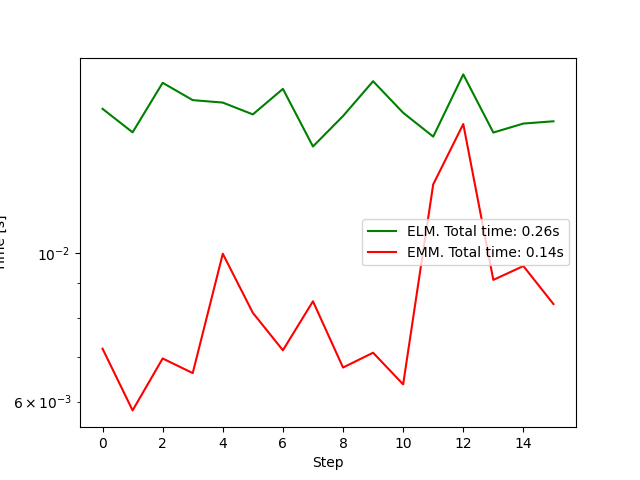 ELM. Total time: 0.26s
EMM. Total time: 0.14s
10⁻²
6 × 10⁻³
0 2 4 6 8 10 12 14
Step